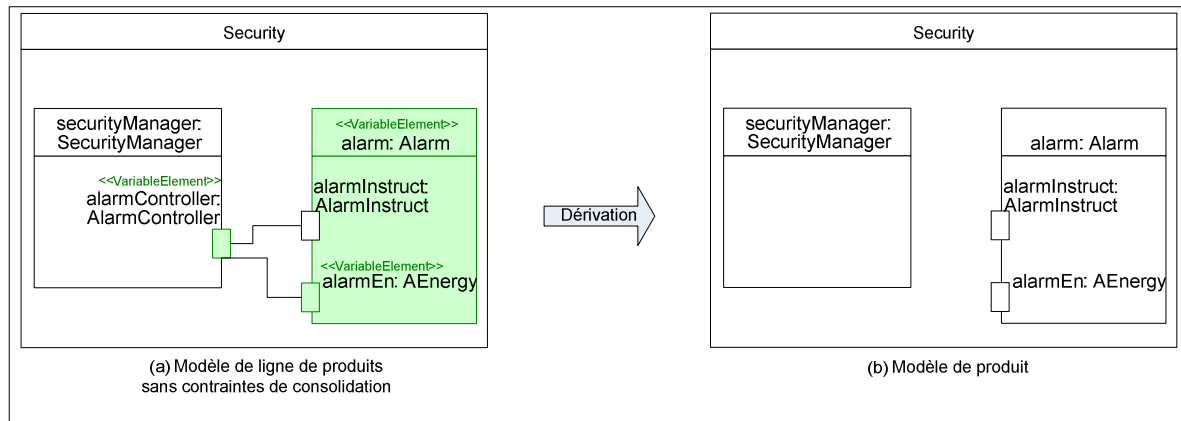 Security
securityManager:
SecurityManager
<<VariableElement>>
alarmController:
AlarmController
<<VariableElement>>
alarm: Alarm
alarmInstruct:
AlarmInstruct
<<VariableElement>>
alarmEn: AEnergy
(a) Modèle de ligne de produits
sans contraintes de consolidation
Dérivation
Security
securityManager:
SecurityManager
alarm: Alarm
alarmInstruct:
AlarmInstruct
alarmEn: AEnergy
(b) Modèle de produit